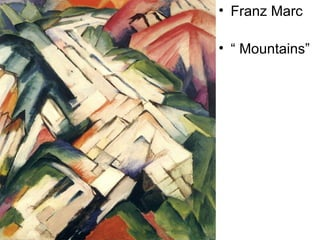 • Franz Marc
• “ Mountains”